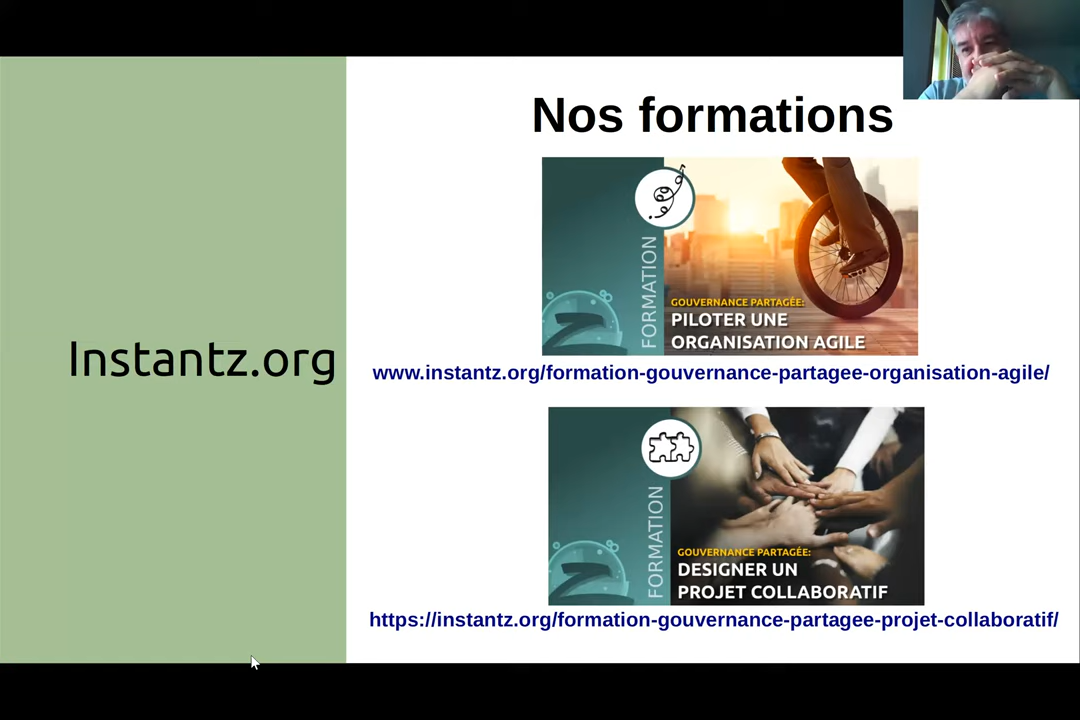 Nos formations
FORMATION
GOUVERNANCE PARTAGÉE:
PILOTER UNE
ORGANISATION AGILE
Instantz.org
www.instantz.org/formation-gouvernance-partagee-organisation-agile/
FORMATION
GOUVERNANCE PARTAGÉE:
DESIGNER UN
PROJET COLLABORATIF
https://instantz.org/formation-gouvernance-partagee-projet-collaboratif/